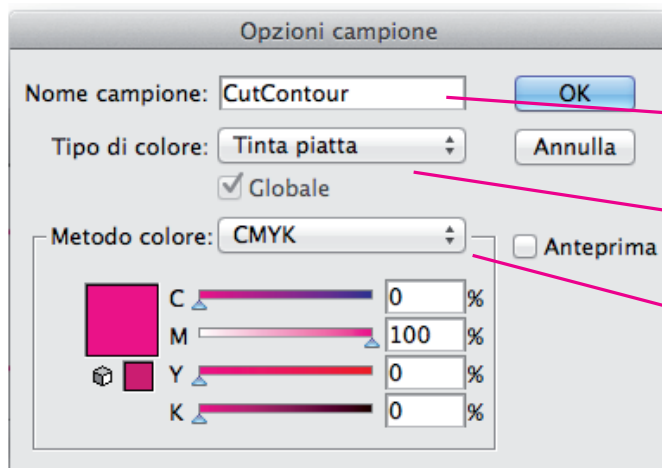 Opzioni campione
Nome campione: CutContour OK
Tipo di colore: Tinta piatta Annulla
Globale
Metodo colore: CMYK Anteprima
C 0 %
M 100 %
Y 0 %
K 0 %